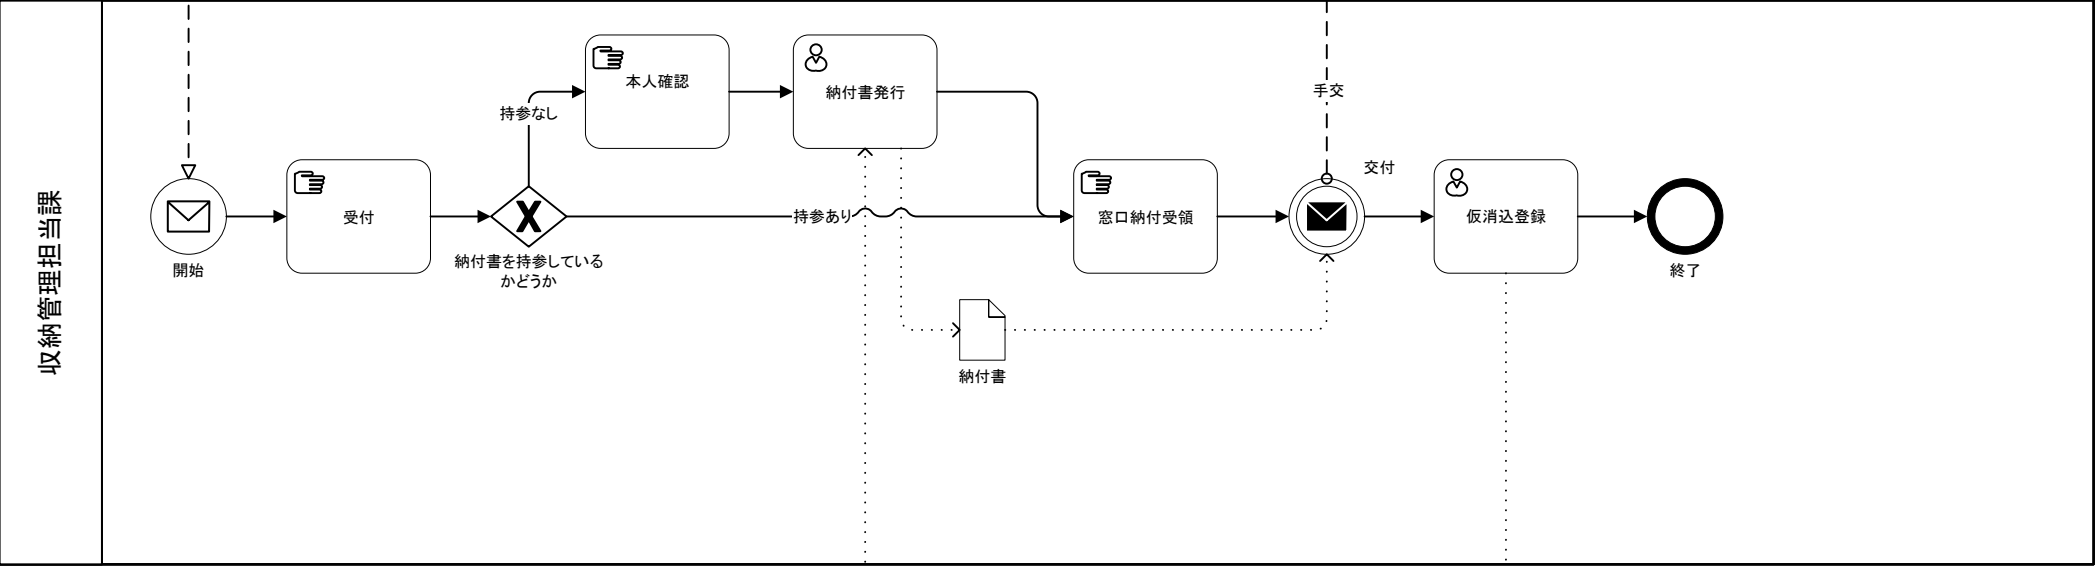 収納管理担当課
開始
受付
納付書を持参している
かどうか
持参なし
本人確認
納付書発行
持参あり
納付書
窓口納付受領
手交
交付
仮消込登録
終了